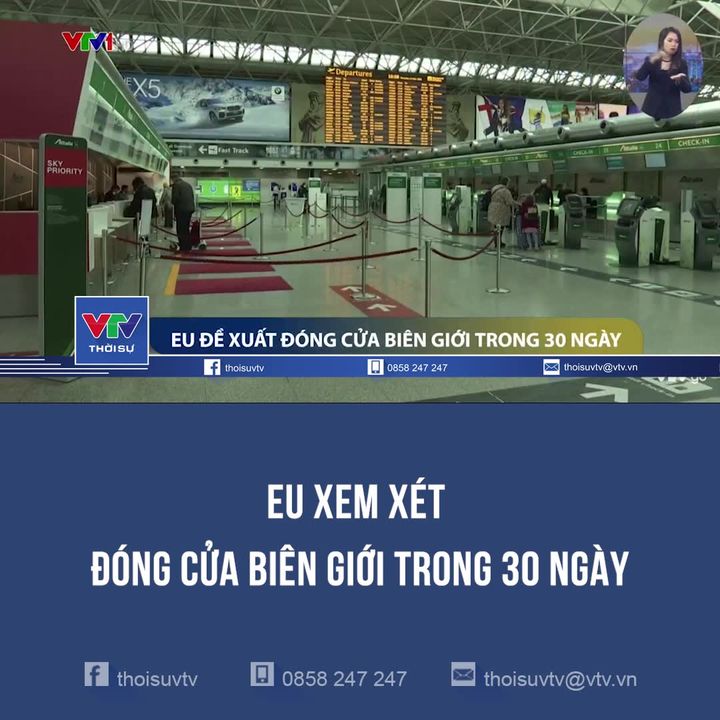 VTV1
X5
Departures
Fast Track
CHECK-IN
SKY
PRIORITY
VTV
THỜI SỰ
EU ĐỀ XUẤT ĐÓNG CỬA BIÊN GIỚI TRONG 30 NGÀY
thoisuvtv
0858 247 247
thoisuvtv@vtv.vn
EU XEM XÉT
ĐÓNG CỬA BIÊN GIỚI TRONG 30 NGÀY
thoisuvtv
0858 247 247
thoisuvtv@vtv.vn